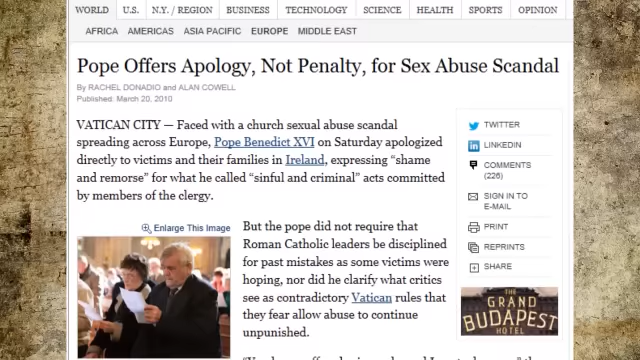 WORLD U.S. N.Y. / REGION BUSINESS TECHNOLOGY SCIENCE HEALTH SPORTS OPINION
AFRICA AMERICAS ASIA PACIFIC EUROPE MIDDLE EAST
Pope Offers Apology, Not Penalty, for Sex Abuse Scandal
By RACHEL DONADIO and ALAN COWELL
Published: March 20, 2010
VATICAN CITY — Faced with a church sexual abuse scandal
spreading across Europe, Pope Benedict XVI on Saturday apologized
directly to victims and their families in Ireland, expressing “shame
and remorse” for what he called “sinful and criminal” acts committed
by members of the clergy.
Enlarge This Image
But the pope did not require that
Roman Catholic leaders be disciplined
for past mistakes as some victims were
hoping, nor did he clarify what critics
see as contradictory Vatican rules that
they fear allow abuse to continue
unpunished.
TWITTER
LINKEDIN
COMMENTS
(226)
SIGN IN TO
E-MAIL
PRINT
REPRINTS
SHARE
THE
GRAND
BUDAPEST
HOTEL